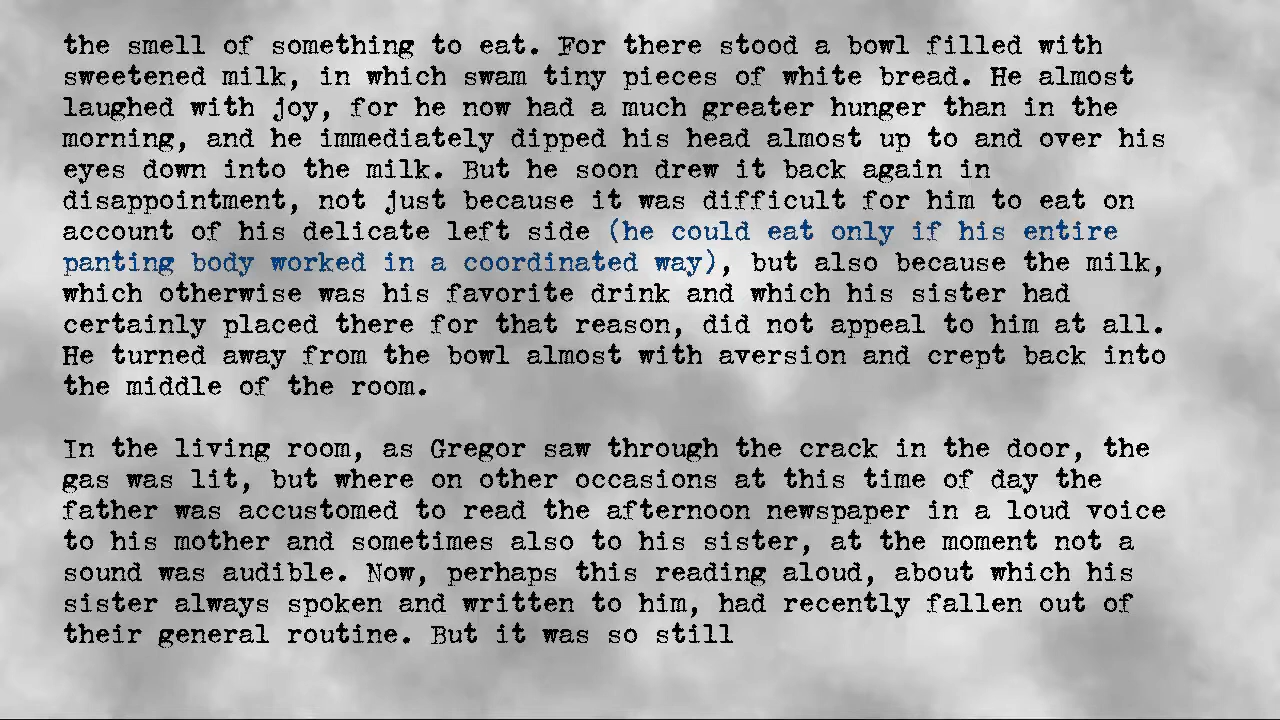 the smell of something to eat. For there stood a bowl filled with
sweetened milk, in which swam tiny pieces of white bread. He almost
laughed with joy, for he now had a much greater hunger than in the
morning, and he immediately dipped his head almost up to and over his
eyes down into the milk. But he soon drew it back again in
disappointment, not just because it was difficult for him to eat on
account of his delicate left side (he could eat only if his entire
panting body worked in a coordinated way), but also because the milk,
which otherwise was his favorite drink and which his sister had
certainly placed there for that reason, did not appeal to him at all.
He turned away from the bowl almost with aversion and crept back into
the middle of the room.

In the living room, as Gregor saw through the crack in the door, the
gas was lit, but where on other occasions at this time of day the
father was accustomed to read the afternoon newspaper in a loud voice
to his mother and sometimes also to his sister, at the moment not a
sound was audible. Now, perhaps this reading aloud, about which his
sister always spoken and written to him, had recently fallen out of
their general routine. But it was so still